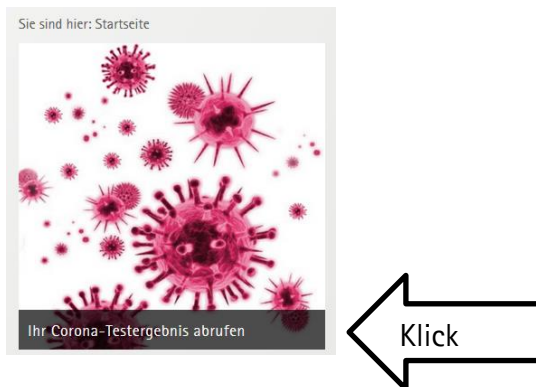 Sie sind hier: Startseite
Ihr Corona-Testergebnis abrufen
Klick